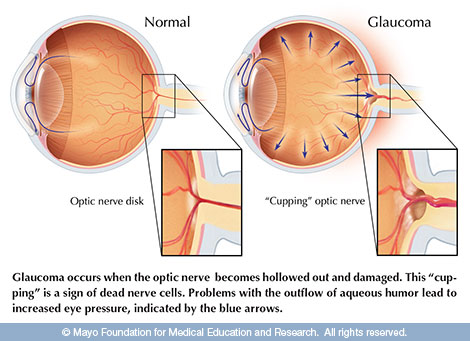 Normal
Glaucoma
Optic nerve disk
“Cupping” optic nerve
Glaucoma occurs when the optic nerve becomes hollowed out and damaged. This “cup-
ping” is a sign of dead nerve cells. Problems with the outflow of aqueous humor lead to
increased eye pressure, indicated by the blue arrows.
© Mayo Foundation for Medical Education and Research. All rights reserved.